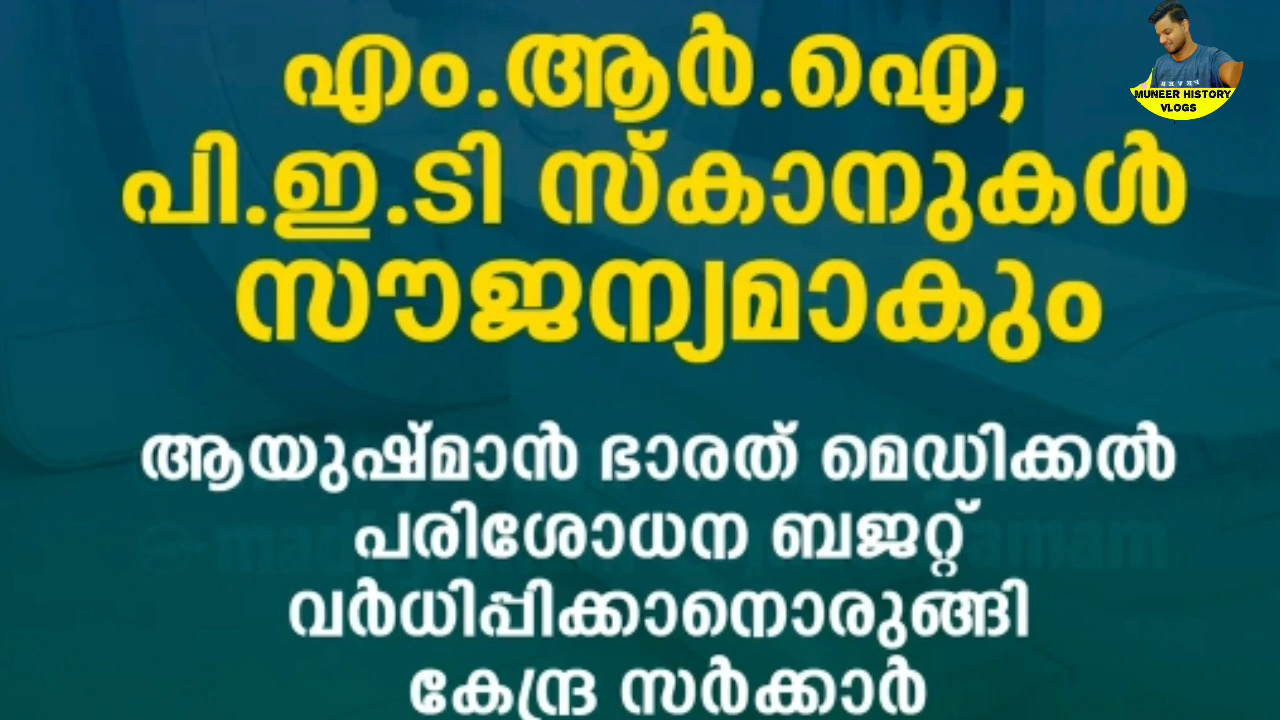 എം.ആർ.ഐ,
പി.ഇ.ടി സ്കാനുകൾ
സൗജന്യമാകും
ആയുഷ്മാൻ ഭാരത് മെഡിക്കൽ
പരിശോധന ബജറ്റ്
വർധിപ്പിക്കാനൊരുങ്ങി
കേന്ദ്ര സർക്കാർ
MUNEER HISTORY
VLOGS